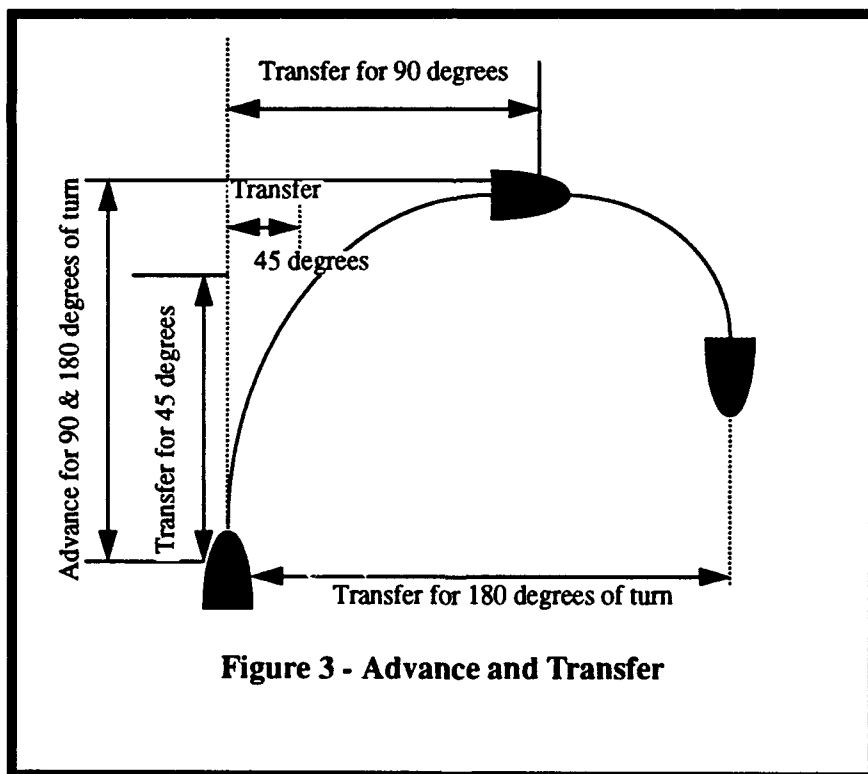 Transfer for 90 degrees
Transfer
45 degrees
Advance for 90 & 180 degrees of turn
Transfer for 45 degrees
Transfer for 180 degrees of turn
Figure 3 - Advance and Transfer